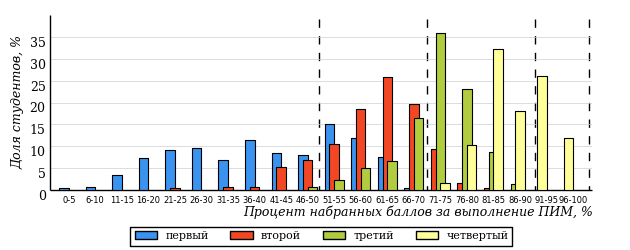 Доля студентов, %
35
30
25
20
15
10
5
0
0-5 6-10 11-15 16-20 21-25 26-30 31-35 36-40 41-45 46-50 51-55 56-60 61-65 66-70 71-75 76-80 81-85 86-90 91-95 96-100
Процент набранных баллов за выполнение ПИМ, %
первый второй третий четвертый